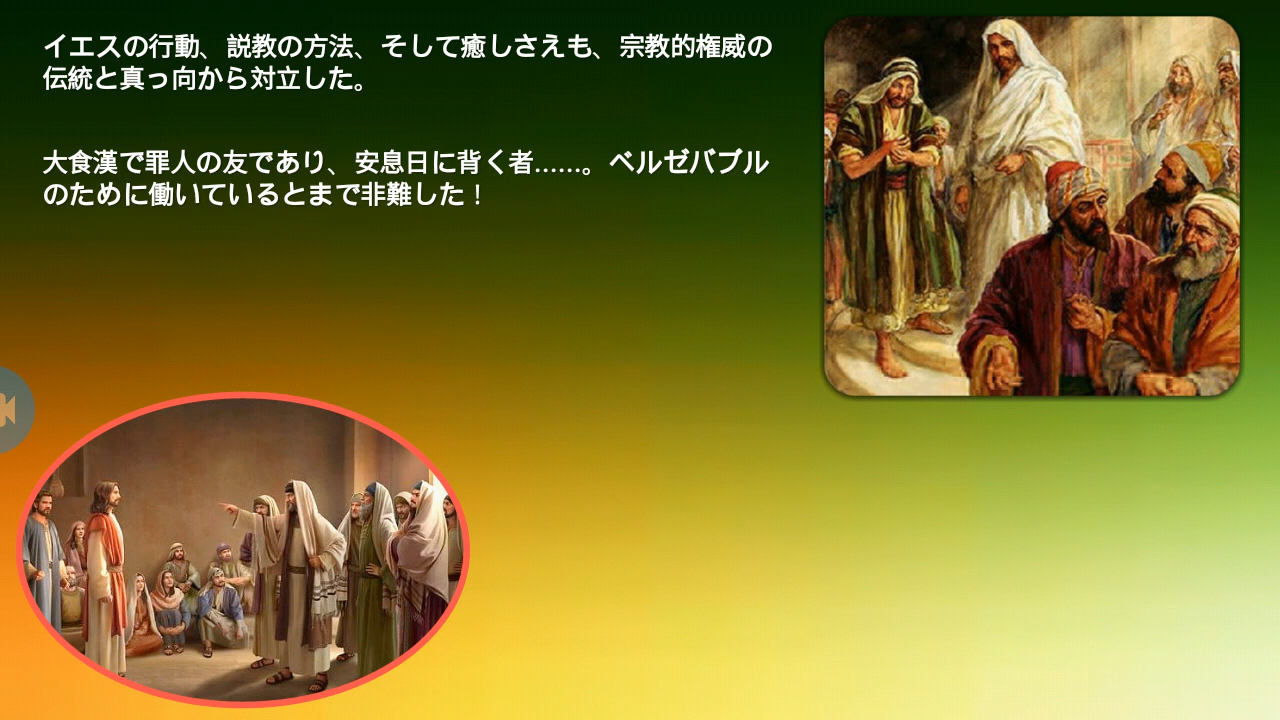 イエスの行動、説教の方法、そして癒しさえも、宗教的権威の
伝統と真っ向から対立した。
大食漢で罪人の友であり、安息日に背く者……。ベルゼバブル
のために働いているとまで非難した！